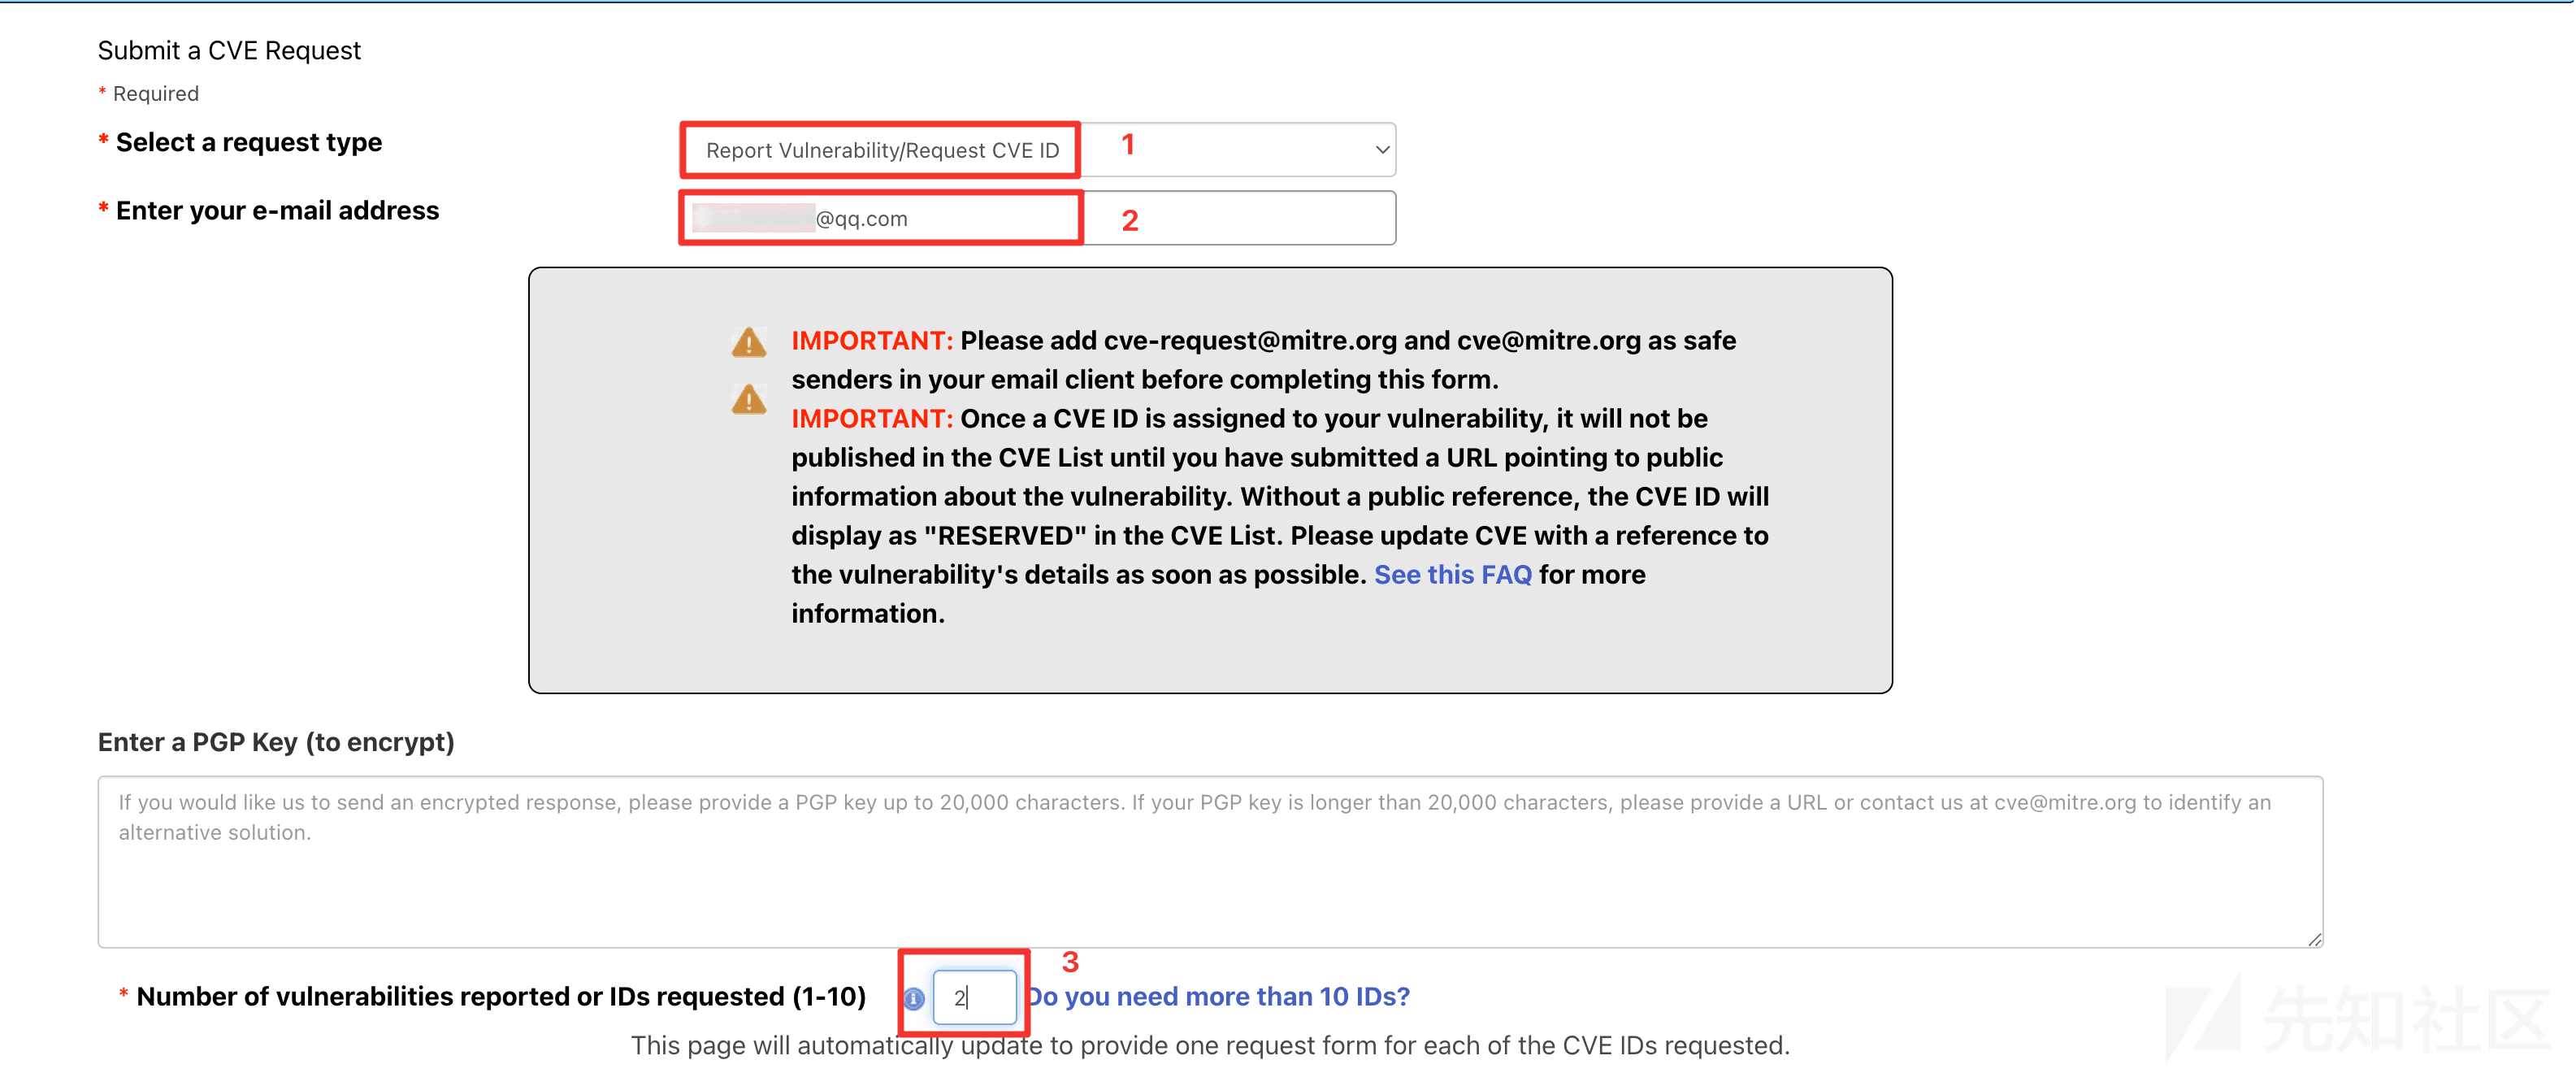 Submit a CVE Request
* Required
* Select a request type
Report Vulnerability/Request CVE ID
1
* Enter your e-mail address
@qq.com
2
IMPORTANT: Please add cve-request@mitre.org and cve@mitre.org as safe
senders in your email client before completing this form.
IMPORTANT: Once a CVE ID is assigned to your vulnerability, it will not be
published in the CVE List until you have submitted a URL pointing to public
information about the vulnerability. Without a public reference, the CVE ID will
display as "RESERVED" in the CVE List. Please update CVE with a reference to
the vulnerability's details as soon as possible. See this FAQ for more
information.
Enter a PGP Key (to encrypt)
If you would like us to send an encrypted response, please provide a PGP key up to 20,000 characters. If your PGP key is longer than 20,000 characters, please provide a URL or contact us at cve@mitre.org to identify an
alternative solution.
3
* Number of vulnerabilities reported or IDs requested (1-10)
2
Do you need more than 10 IDs?
This page will automatically update to provide one request form for each of the CVE IDs requested.
先知社区